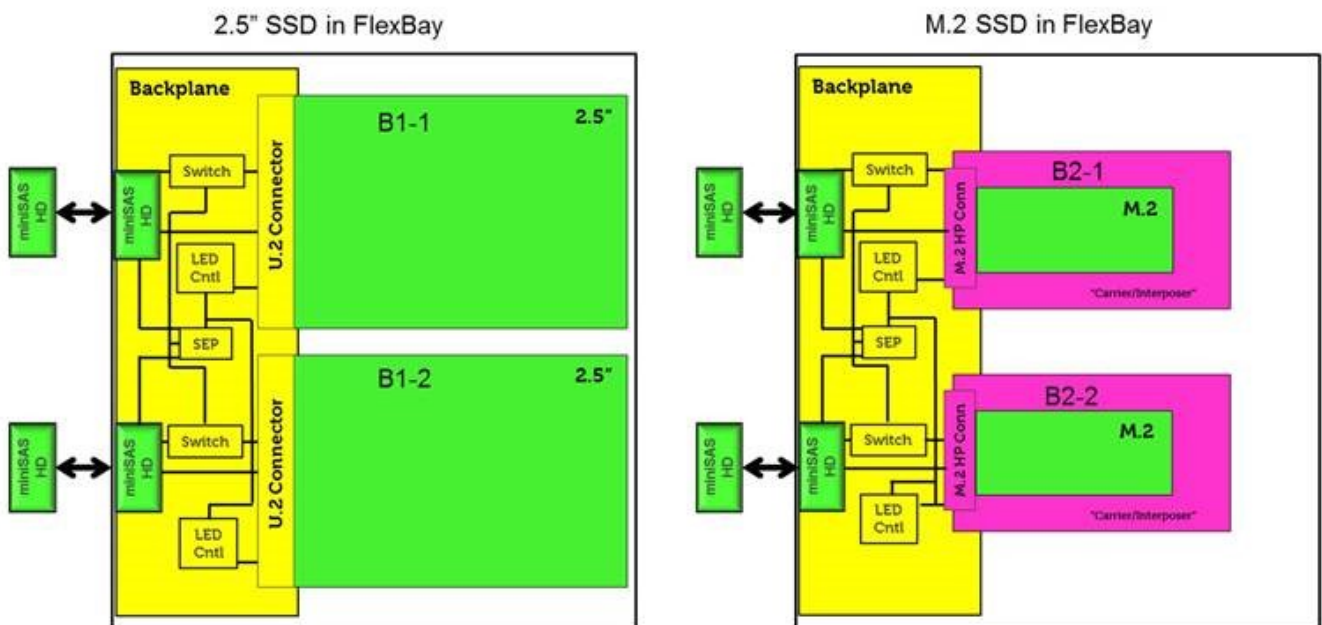 2.5” SSD in FlexBay
Backplane
B1-1
2.5"
U.2 Connector
Switch
miniSAS
HD
miniSAS
HD
LED
Cntl
SEP
B1-2
2.5"
U.2 Connector
Switch
miniSAS
HD
miniSAS
HD
LED
Cntl
M.2 SSD in FlexBay
Backplane
Switch
B2-1
M.2
M.2 HP Conn
"Carrier/Interposer"
miniSAS
HD
miniSAS
HD
LED
Cntl
SEP
B2-2
M.2
M.2 HP Conn
"Carrier/Interposer"
Switch
miniSAS
HD
miniSAS
HD
LED
Cntl